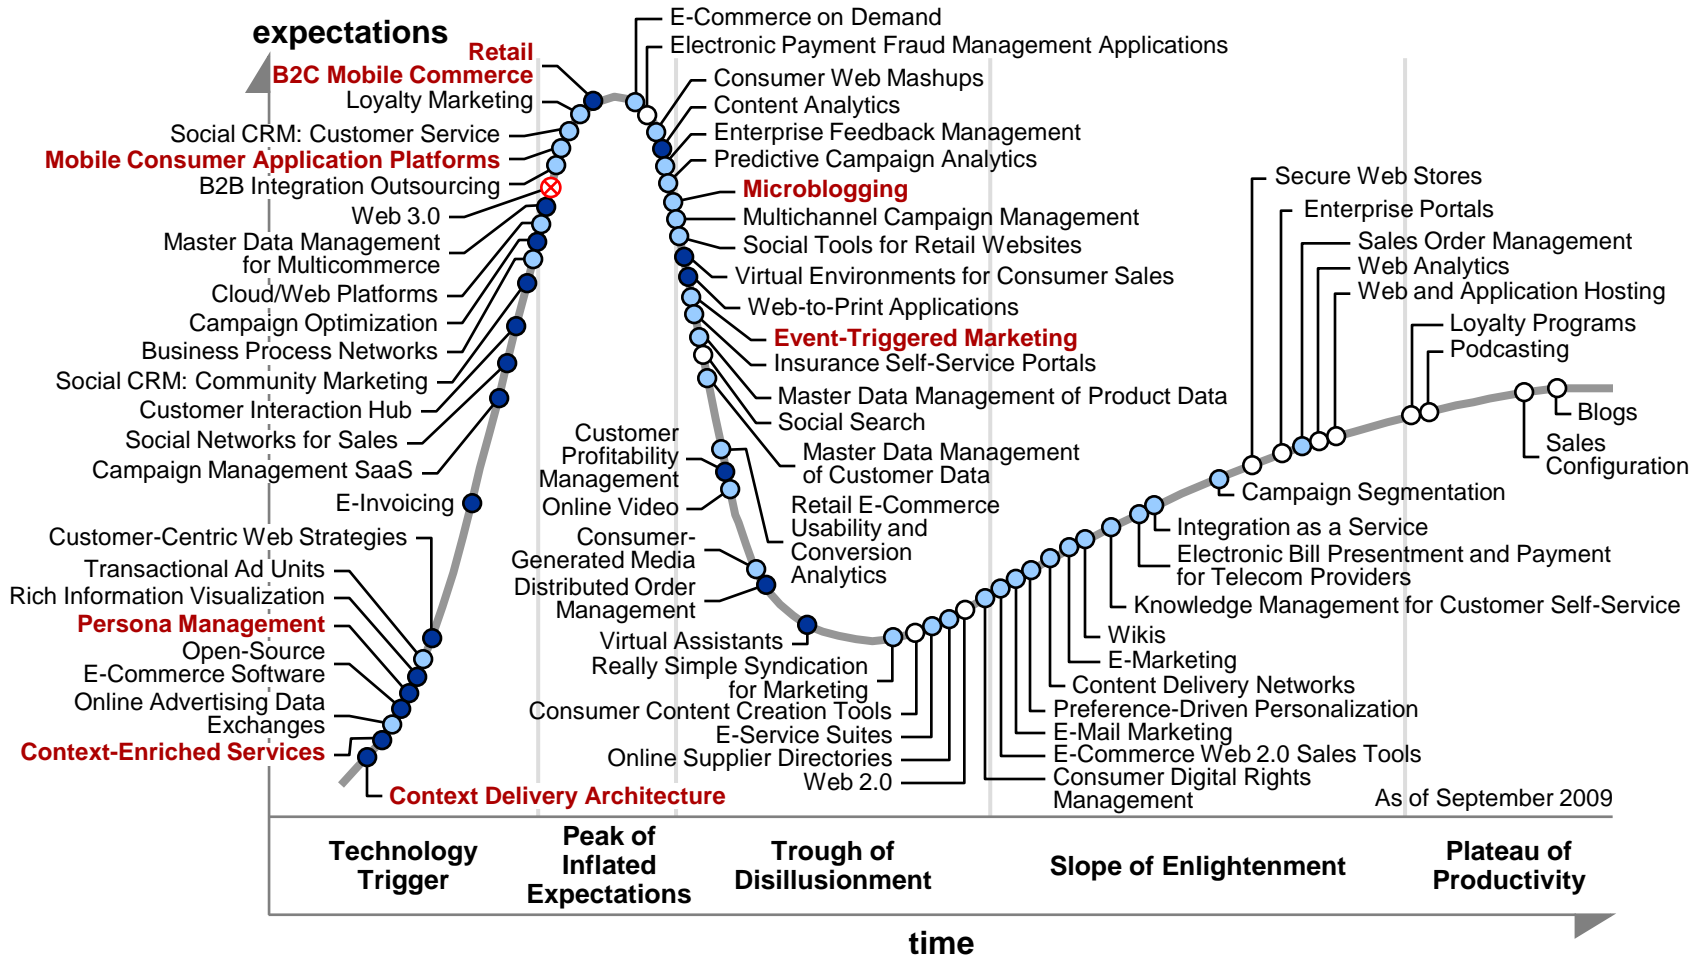 expectations
Retail
B2C Mobile Commerce
Loyalty Marketing
Social CRM: Customer Service
Mobile Consumer Application Platforms
B2B Integration Outsourcing
Web 3.0
Master Data Management
for Multicommerce
Cloud/Web Platforms
Campaign Optimization
Business Process Networks
Social CRM: Community Marketing
Customer Interaction Hub
Social Networks for Sales
Campaign Management SaaS
E-Invoicing
Customer-Centric Web Strategies
Transactional Ad Units
Rich Information Visualization
Persona Management
Open-Source
E-Commerce Software
Online Advertising Data
Exchanges
Context-Enriched Services
Context Delivery Architecture
E-Commerce on Demand
Electronic Payment Fraud Management Applications
Consumer Web Mashups
Content Analytics
Enterprise Feedback Management
Predictive Campaign Analytics
Microblogging
Multichannel Campaign Management
Social Tools for Retail Websites
Virtual Environments for Consumer Sales
Web-to-Print Applications
Event-Triggered Marketing
Insurance Self-Service Portals
Master Data Management of Product Data
Social Search
Master Data Management
of Customer Data
Retail E-Commerce
Usability and
Conversion
Analytics
Customer
Profitability
Management
Online Video
Consumer-
Generated Media
Distributed Order
Management
Virtual Assistants
Really Simple Syndication
for Marketing
Consumer Content Creation Tools
E-Service Suites
Online Supplier Directories
Web 2.0
Consumer Digital Rights
Management
E-Commerce Web 2.0 Sales Tools
E-Mail Marketing
Preference-Driven Personalization
Content Delivery Networks
E-Marketing
Wikis
Knowledge Management for Customer Self-Service
Electronic Bill Presentment and Payment
for Telecom Providers
Integration as a Service
Campaign Segmentation
Secure Web Stores
Enterprise Portals
Sales Order Management
Web Analytics
Web and Application Hosting
Loyalty Programs
Podcasting
Blogs
Sales
Configuration
As of September 2009
Technology
Trigger
Peak of
Inflated
Expectations
Trough of
Disillusionment
Slope of Enlightenment
Plateau of
Productivity
time